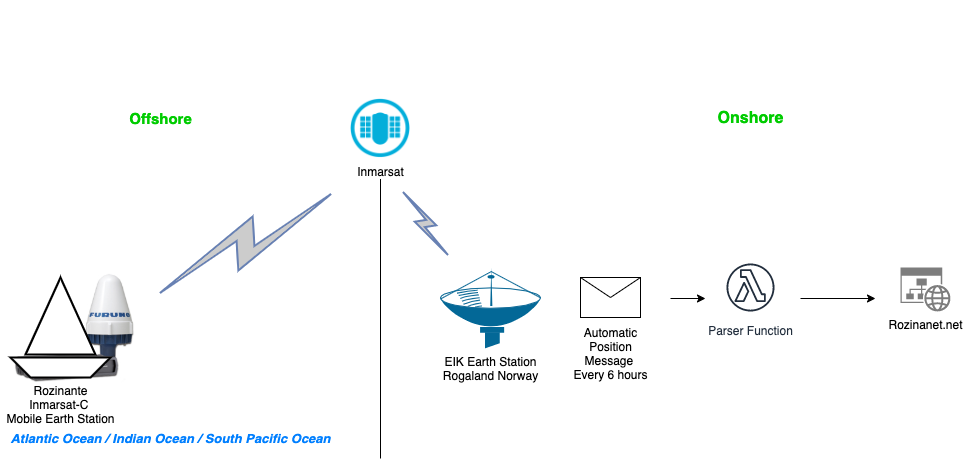 Offshore
Onshore
Inmarsat
FURUNO
Rozinante
Inmarsat-C
Mobile Earth Station
Atlantic Ocean / Indian Ocean / South Pacific Ocean
EIK Earth Station
Rogaland Norway
Automatic
Position
Message
Every 6 hours
Parser Function
Rozinanet.net